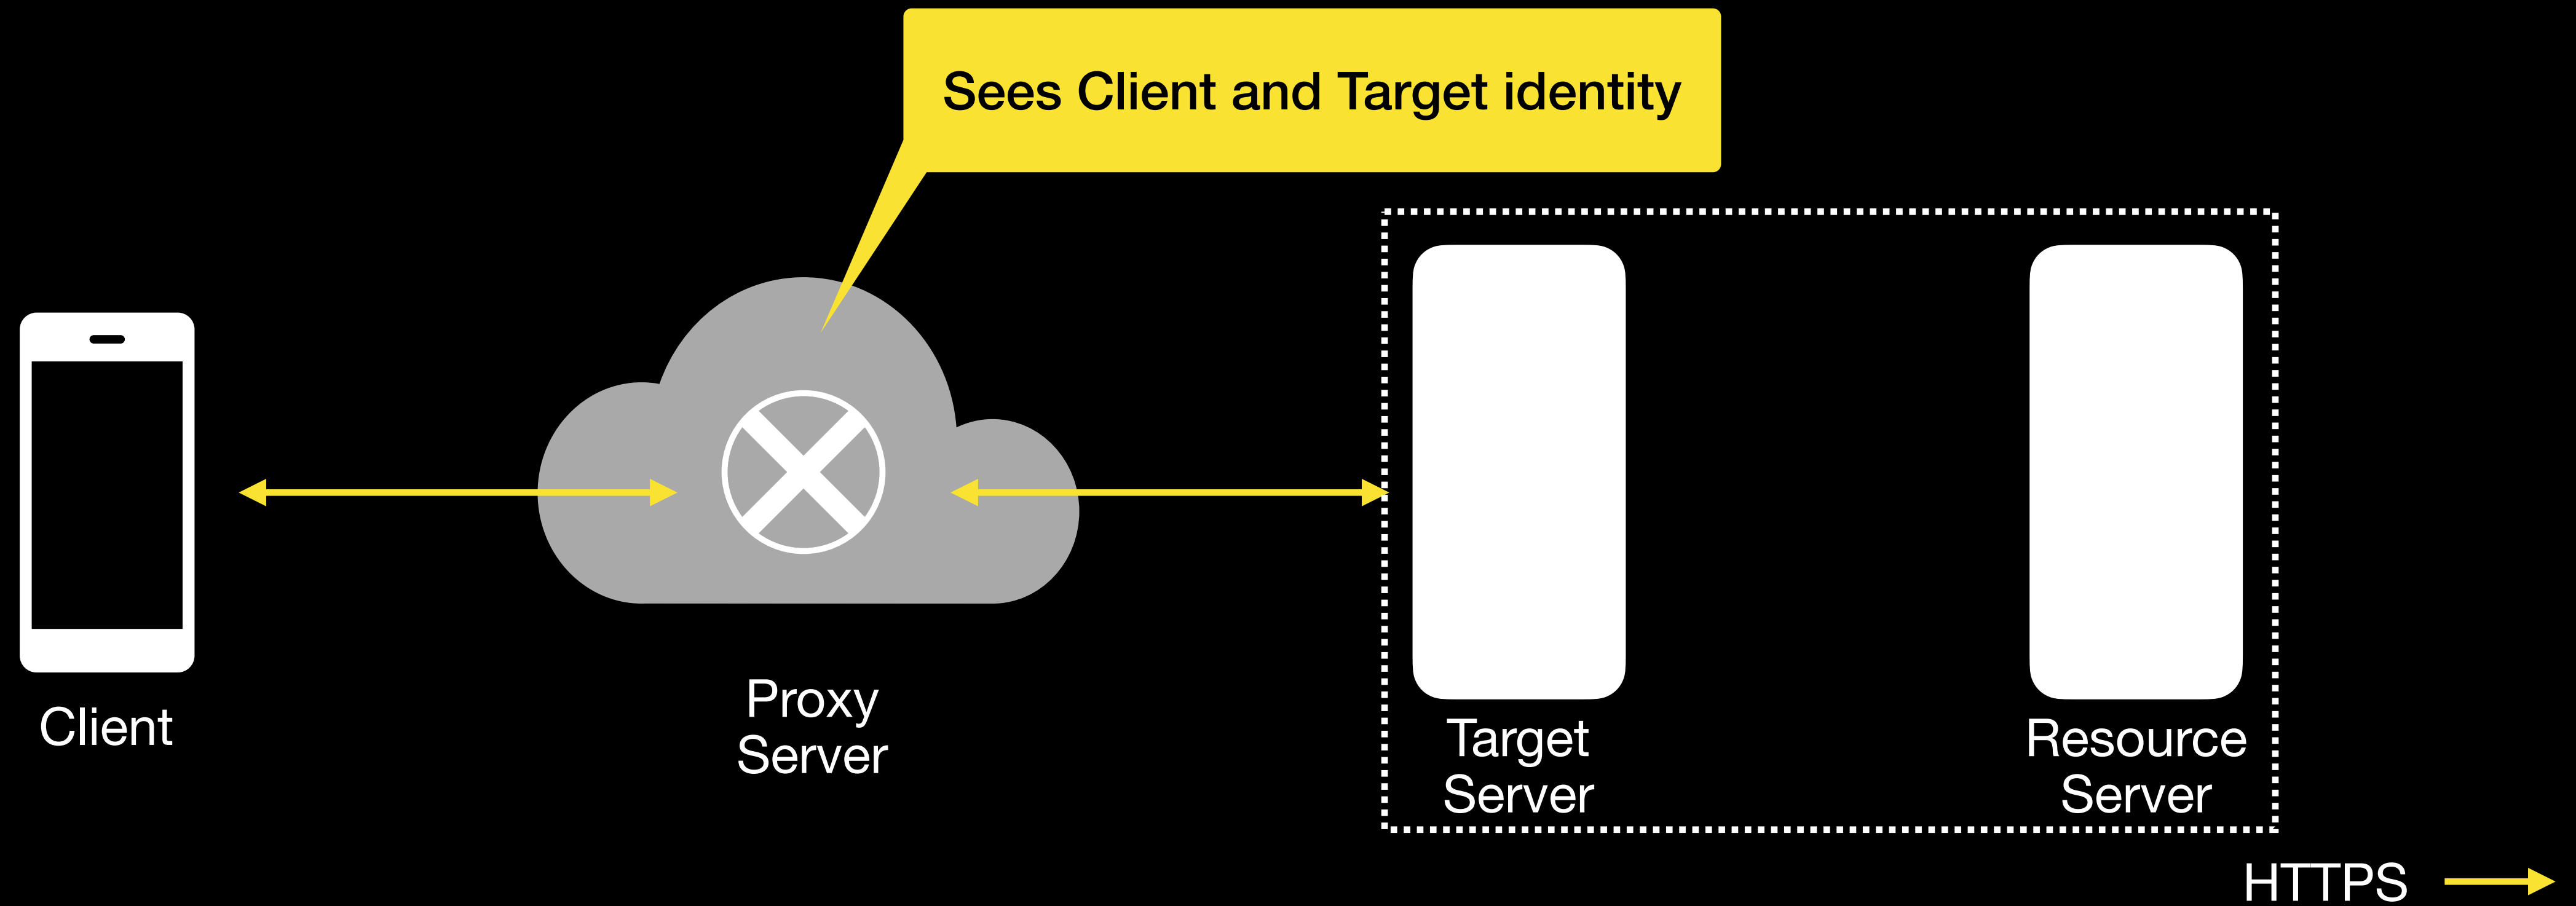 Sees Client and Target identity
Client
Proxy
Server
Target
Server
Resource
Server
HTTPS